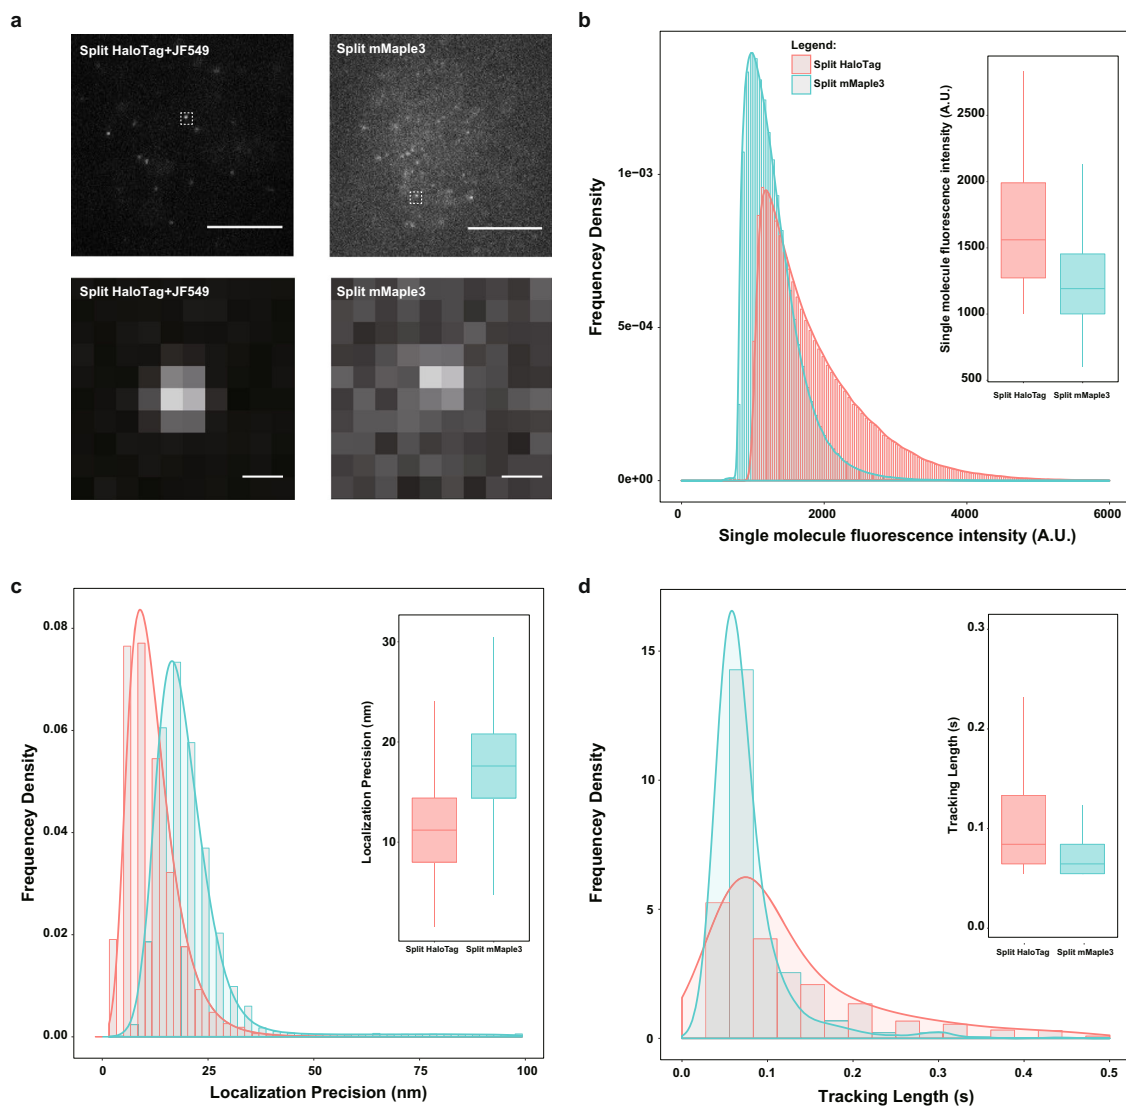 a
Split HaloTag+JF549
Split mMaple3
Split HaloTag+JF549
Split mMaple3
b
Legend:
Split HaloTag
Split mMaple3
Frequencey Density
1e−03
5e−04
0e+00
0
2000
4000
6000
Single molecule fluorescence intensity (A.U.)
Single molecule fluorescence intensity (A.U.)
2500
2000
1500
1000
500
Split HaloTag
Split mMaple3
c
Frequencey Density
0.08
0.06
0.04
0.02
0.00
0
25
50
75
100
Localization Precision (nm)
Localization Precision (nm)
30
20
10
Split HaloTag
Split mMaple3
d
Frequencey Density
15
10
5
0
0.0
0.1
0.2
0.3
0.4
0.5
Tracking Length (s)
Tracking Length (s)
0.3
0.2
0.1
0.0
Split HaloTag
Split mMaple3